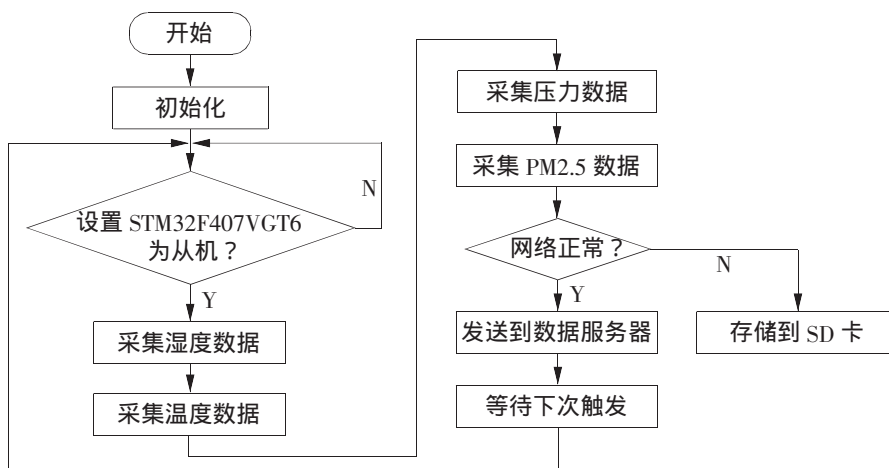 开始
初始化
设置 STM32F407VGT6
为从机？
N
Y
采集湿度数据
采集温度数据
采集压力数据
采集 PM2.5 数据
网络正常？
N
Y
发送到数据服务器
存储到 SD 卡
等待下次触发